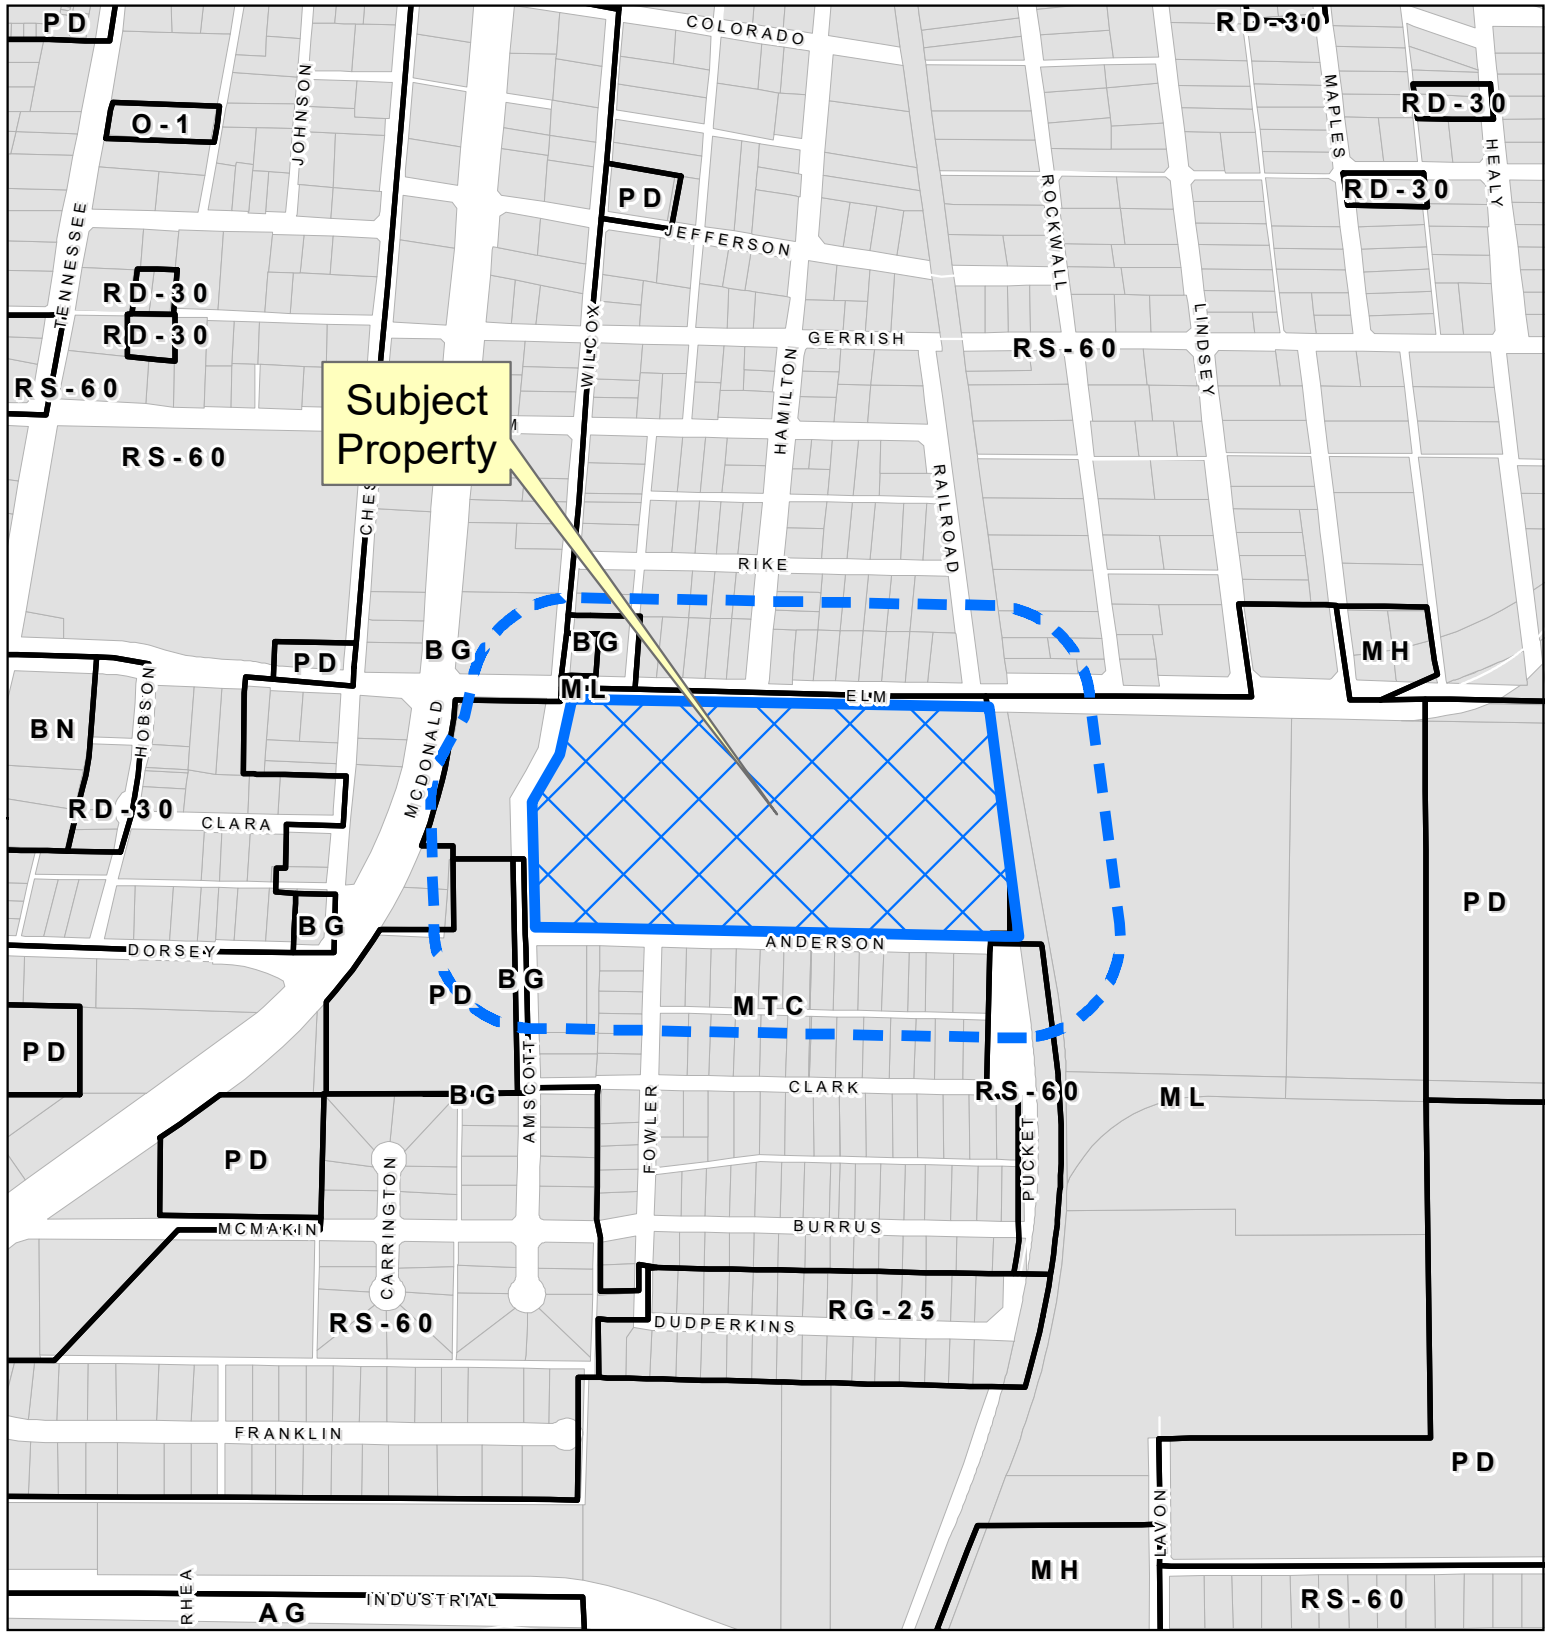 PD
COLORADO
RD-30
JOHNSON
MAPLES
RD-30
O-1
HEALY
PD
ROCKWALL
RD-30
TENNESSEE
JEFFERSON
RD-30
RD-30
WILCOX
GERRISH
RS-60
LINDSEY
HAMILTON
RS-60
Subject
Property
RS-60
CHES
RAILROAD
RIKE
BG
BG
PD
MH
ML
ELM
HOBSON
BN
MCDONALD
RD-30
CLARA
PD
BG
DORSEY
ANDERSON
BG
PD
MTC
PD
AMSCOTT
CLARK
BG
RS-60
ML
FOWLER
PUCKET
PD
CARRINGTON
MCMAKIN
BURRUS
RS-60
RG-25
DUDPERKINS
FRANKLIN
PD
LAVON
MH
RHEA
INDUSTRIAL
AG
RS-60